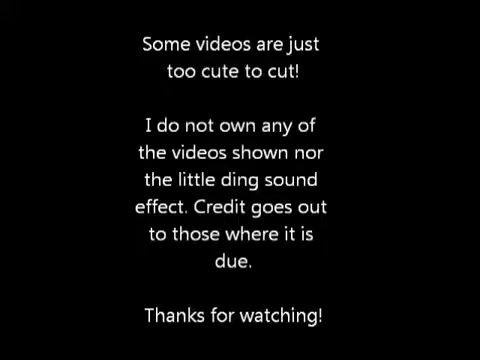 Some videos are just
too cute to cut!
I do not own any of
the videos shown nor
the little ding sound
effect. Credit goes out
to those where it is
due.
Thanks for watching!